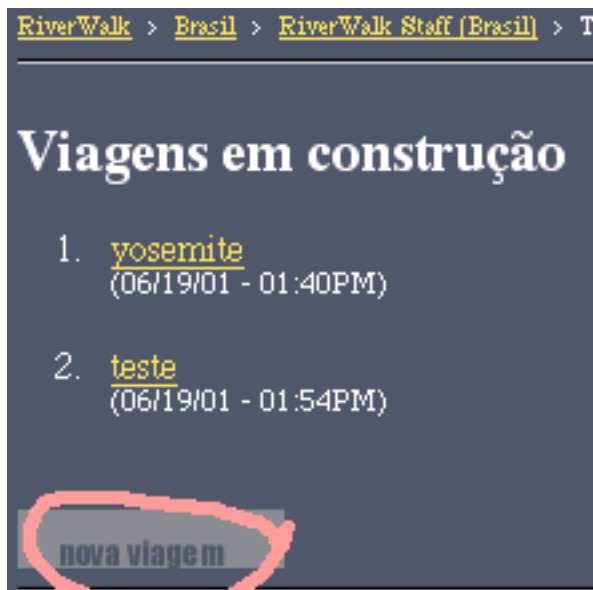 RiverWalk > Brasil > RiverWalk Staff (Brasil) > T
Viagens em construção
1. yosemite
(06/19/01 - 01:40PM)
2. teste
(06/19/01 - 01:54PM)
nova viagem